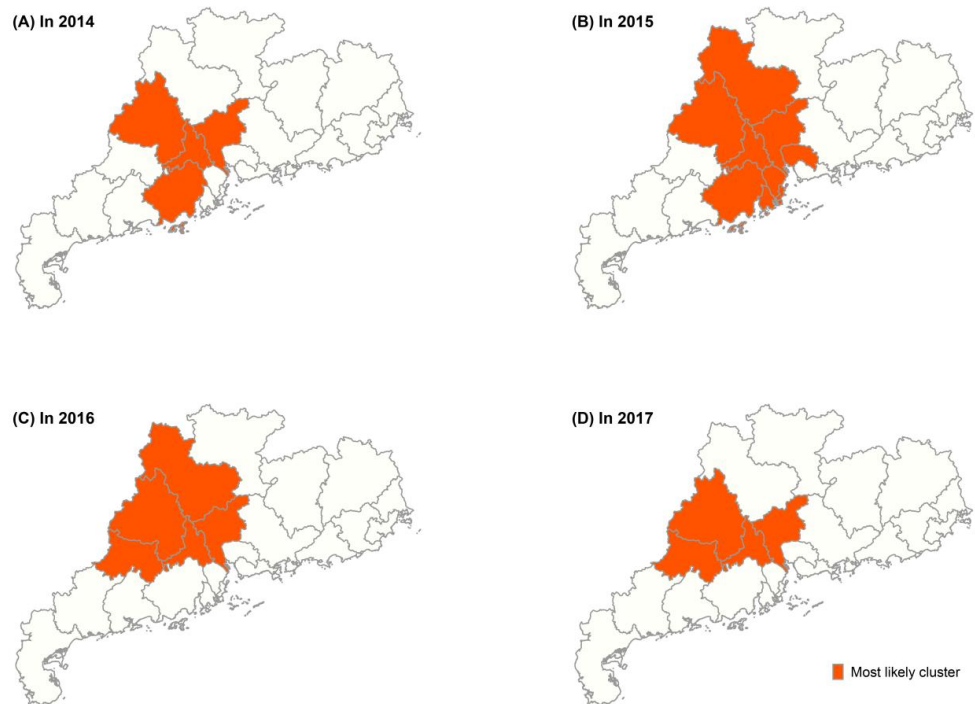 (A) In 2014
(B) In 2015
(C) In 2016
(D) In 2017
Most likely cluster